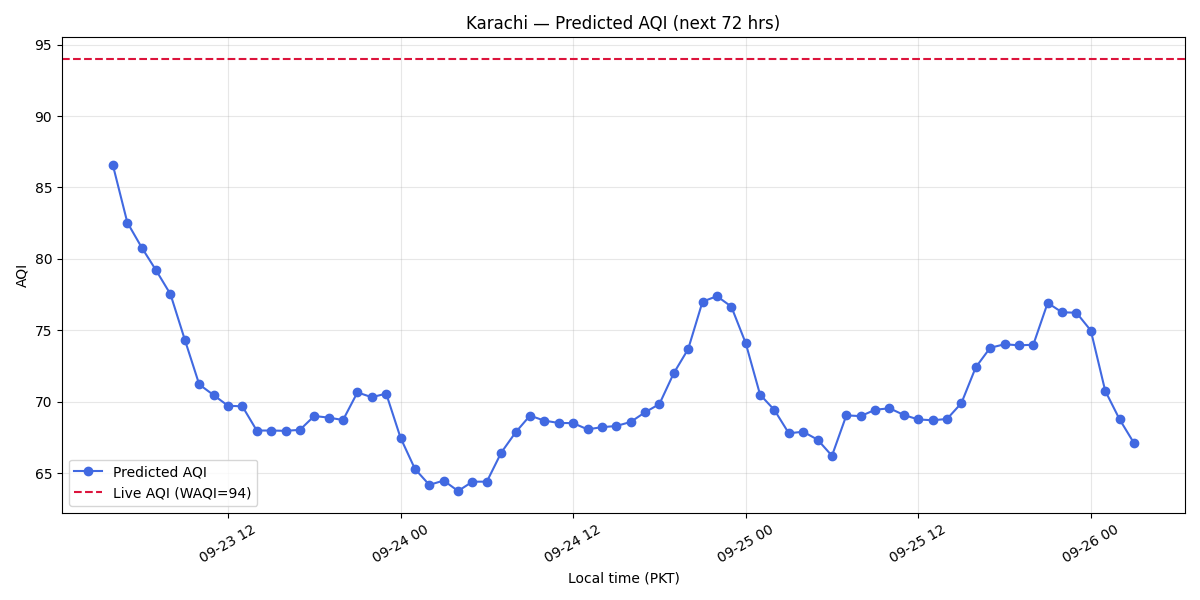 Karachi — Predicted AQI (next 72 hrs)
AQI
95
90
85
80
75
70
65
Predicted AQI
Live AQI (WAQI=94)
09-23 12
09-24 00
09-24 12
09-25 00
09-25 12
09-26 00
Local time (PKT)